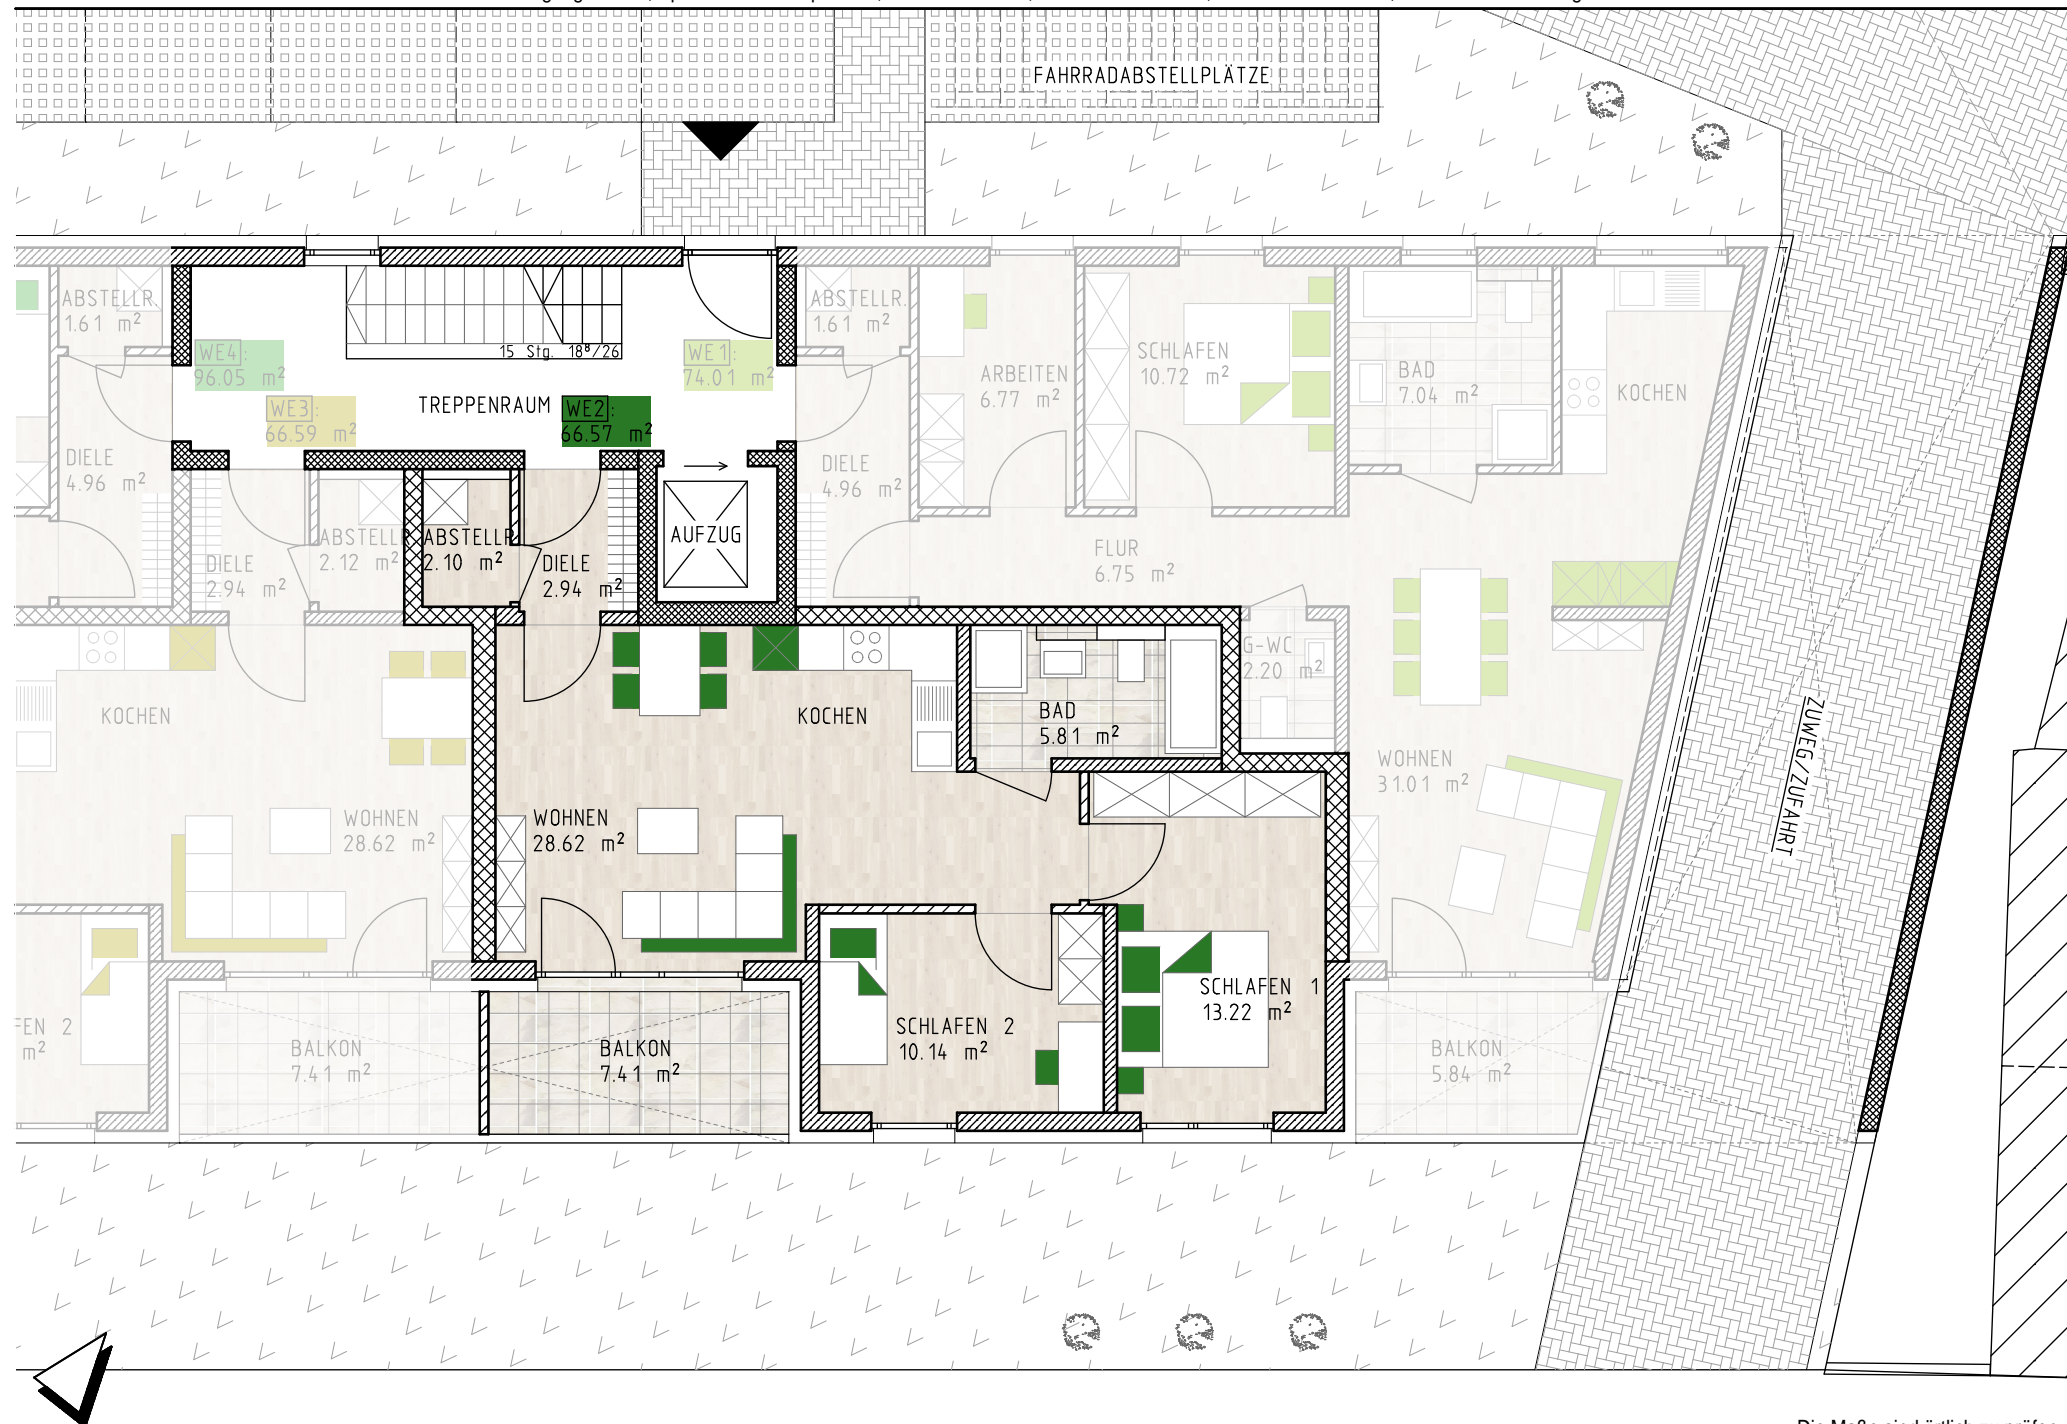 FAHRRADABSTELLPLÄTZE
ABSTELLR.
1.61 m²
WE4:
96.05 m²
WE3:
66.59 m²
15 Stg. 18⁸/26
TREPPENRAUM
WE2:
66.57 m²
WE1:
74.01 m²
ABSTELLR.
1.61 m²
ARBEITEN
6.77 m²
SCHLAFEN
10.72 m²
BAD
7.04 m²
KOCHEN
DIELE
4.96 m²
DIELE
2.94 m²
ABSTELLR
2.12 m²
ABSTELLR
2.10 m²
DIELE
2.94 m²
AUFZUG
DIELE
4.96 m²
FLUR
6.75 m²
G-WC
2.20 m²
KOCHEN
KOCHEN
BAD
5.81 m²
WOHNEN
31.01 m²
ZUWEG/ZUFAHRT
WOHNEN
28.62 m²
WOHNEN
28.62 m²
FEN 2
m²
BALKON
7.41 m²
BALKON
7.41 m²
SCHLAFEN 2
10.14 m²
SCHLAFEN 1
13.22 m²
BALKON
5.84 m²